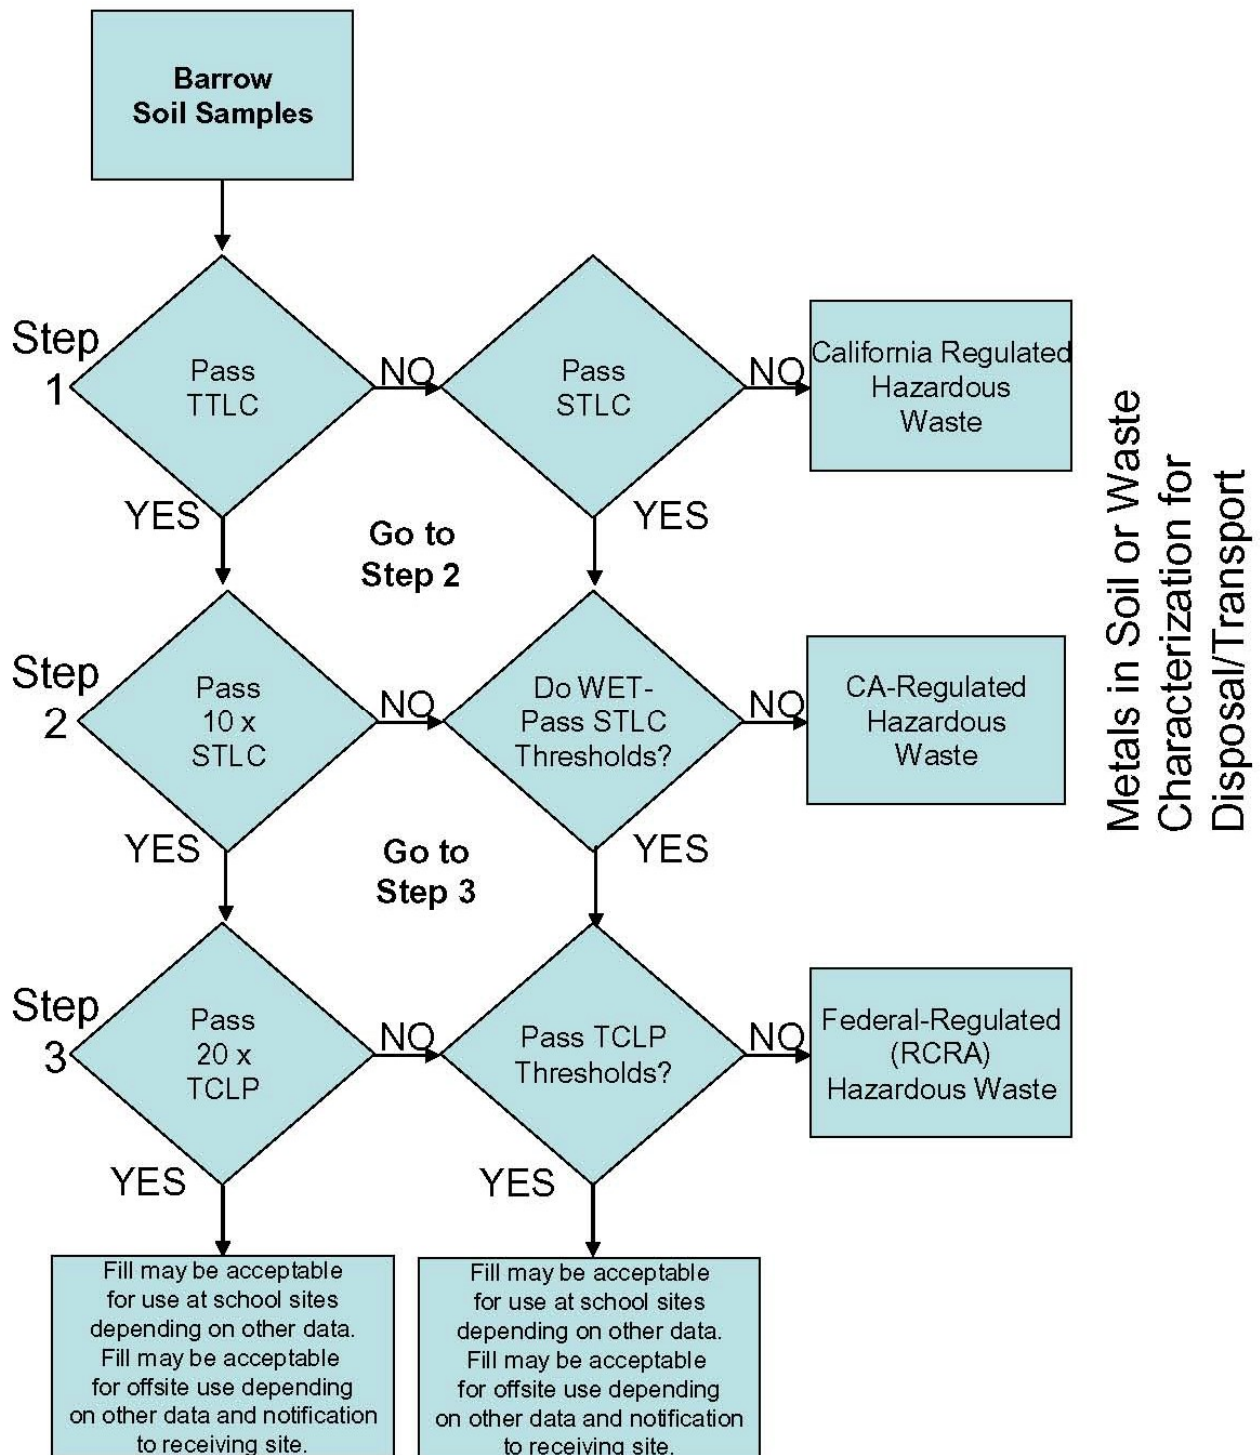 Barrow
Soil Samples
Step
1
Pass
TTLC
NO
Pass
STLC
NO
California Regulated
Hazardous
Waste
YES
Go to
Step 2
YES
Step
2
Pass
10 x
STLC
NO
Do WET-
Pass STLC
Thresholds?
NO
CA-Regulated
Hazardous
Waste
YES
Go to
Step 3
YES
Step
3
Pass
20 x
TCLP
NO
Pass TCLP
Thresholds?
NO
Federal-Regulated
(RCRA)
Hazardous Waste
YES
YES
Fill may be acceptable
for use at school sites
depending on other data.
Fill may be acceptable
for offsite use depending
on other data and notification
to receiving site.
Fill may be acceptable
for use at school sites
depending on other data.
Fill may be acceptable
for offsite use depending
on other data and notification
to receiving site.
Metals in Soil or Waste
Characterization for
Disposal/Transport